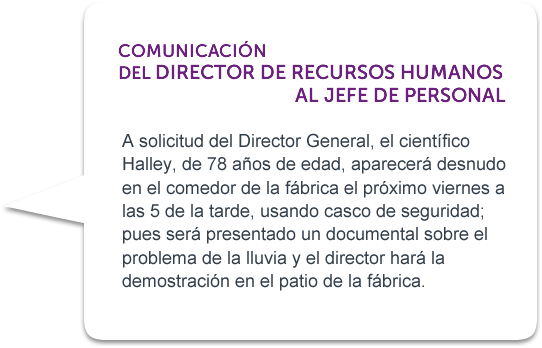 COMUNICACIÓN
DEL DIRECTOR DE RECURSOS HUMANOS
AL JEFE DE PERSONAL
A solicitud del Director General, el científico
Halley, de 78 años de edad, aparecerá desnudo
en el comedor de la fábrica el próximo viernes a
las 5 de la tarde, usando casco de seguridad;
pues será presentado un documental sobre el
problema de la lluvia y el director hará la
demostración en el patio de la fábrica.